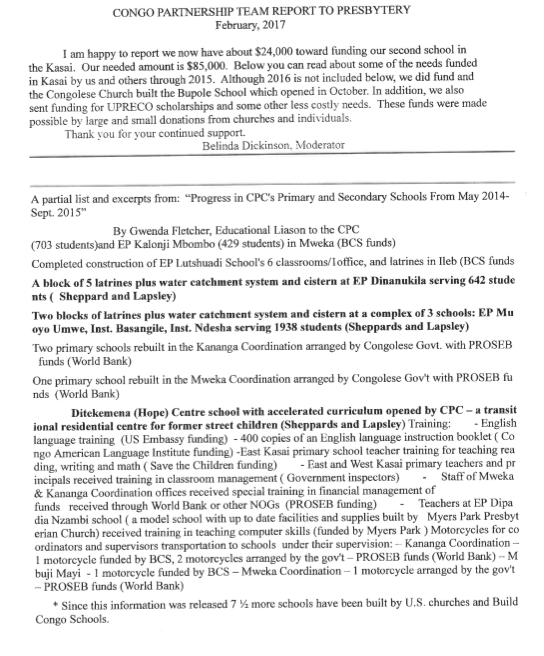 CONGO PARTNERSHIP TEAM REPORT TO PRESBYTERY
February, 2017
I am happy to report we now have about $24,000 toward funding our second school in
the Kasai. Our needed amount is $85,000. Below you can read about some of the needs funded
in Kasai by us and others through 2015. Although 2016 is not included below, we did fund and
the Congolese Church built the Bupole School which opened in October. In addition, we also
sent funding for UPRECO scholarships and some other less costly needs. These funds were made
possible by large and small donations from churches and individuals.
Thank you for your continued support.
Belinda Dickinson, Moderator
A partial list and excerpts from: “Progress in CPC's Primary and Secondary Schools From May 2014-
Sept. 2015”
By Gwenda Fletcher, Educational Liason to the CPC
(703 students)and EP Kalonji Mbombo (429 students) in Mweka (BCS funds)
Completed construction of EP Lutshuadi School's 6 classrooms/1office, and latrines in Ileb (BCS funds
A block of 5 latrines plus water catchment system and cistern at EP Dinanukila serving 642 stude
nts ( Sheppard and Lapsley)
Two blocks of latrines plus water catchment system and cistern at a complex of 3 schools: EP Mu
oyo Umwe, Inst. Basangile, Inst. Ndesha serving 1938 students (Sheppards and Lapsley)
Two primary schools rebuilt in the Kananga Coordination arranged by Congolese Govt. with PROSEB
funds (World Bank)
One primary school rebuilt in the Mweka Coordination arranged by Congolese Gov't with PROSEB fu
nds (World Bank)
Ditekemena (Hope) Centre school with accelerated curriculum opened by CPC – a transit
ional residential centre for former street children (Sheppards and Lapsley) Training: - English
language training (US Embassy funding) - 400 copies of an English language instruction booklet ( Co
ngo American Language Institute funding) -East Kasai primary school teacher training for teaching rea
ding, writing and math ( Save the Children funding) - East and West Kasai primary teachers and pr
incipals received training in classroom management ( Government inspectors) - Staff of Mweka
& Kananga Coordination offices received special training in financial management of
funds received through World Bank or other NOGs (PROSEB funding) - Teachers at EP Dipa
dia Nzambi school ( a model school with up to date facilities and supplies built by Myers Park Presbyt
erian Church) received training in teaching computer skills (funded by Myers Park ) Motorcycles for co
ordinators and supervisors transportation to schools under their supervision: – Kananga Coordination –
1 motorcycle funded by BCS, 2 motorcycles arranged by the gov't – PROSEB funds (World Bank) – M
buji Mayi - 1 motorcycle funded by BCS – Mweka Coordination – 1 motorcycle arranged by the gov't
– PROSEB funds (World Bank)
* Since this information was released 7 ½ more schools have been built by U.S. churches and Build
Congo Schools.